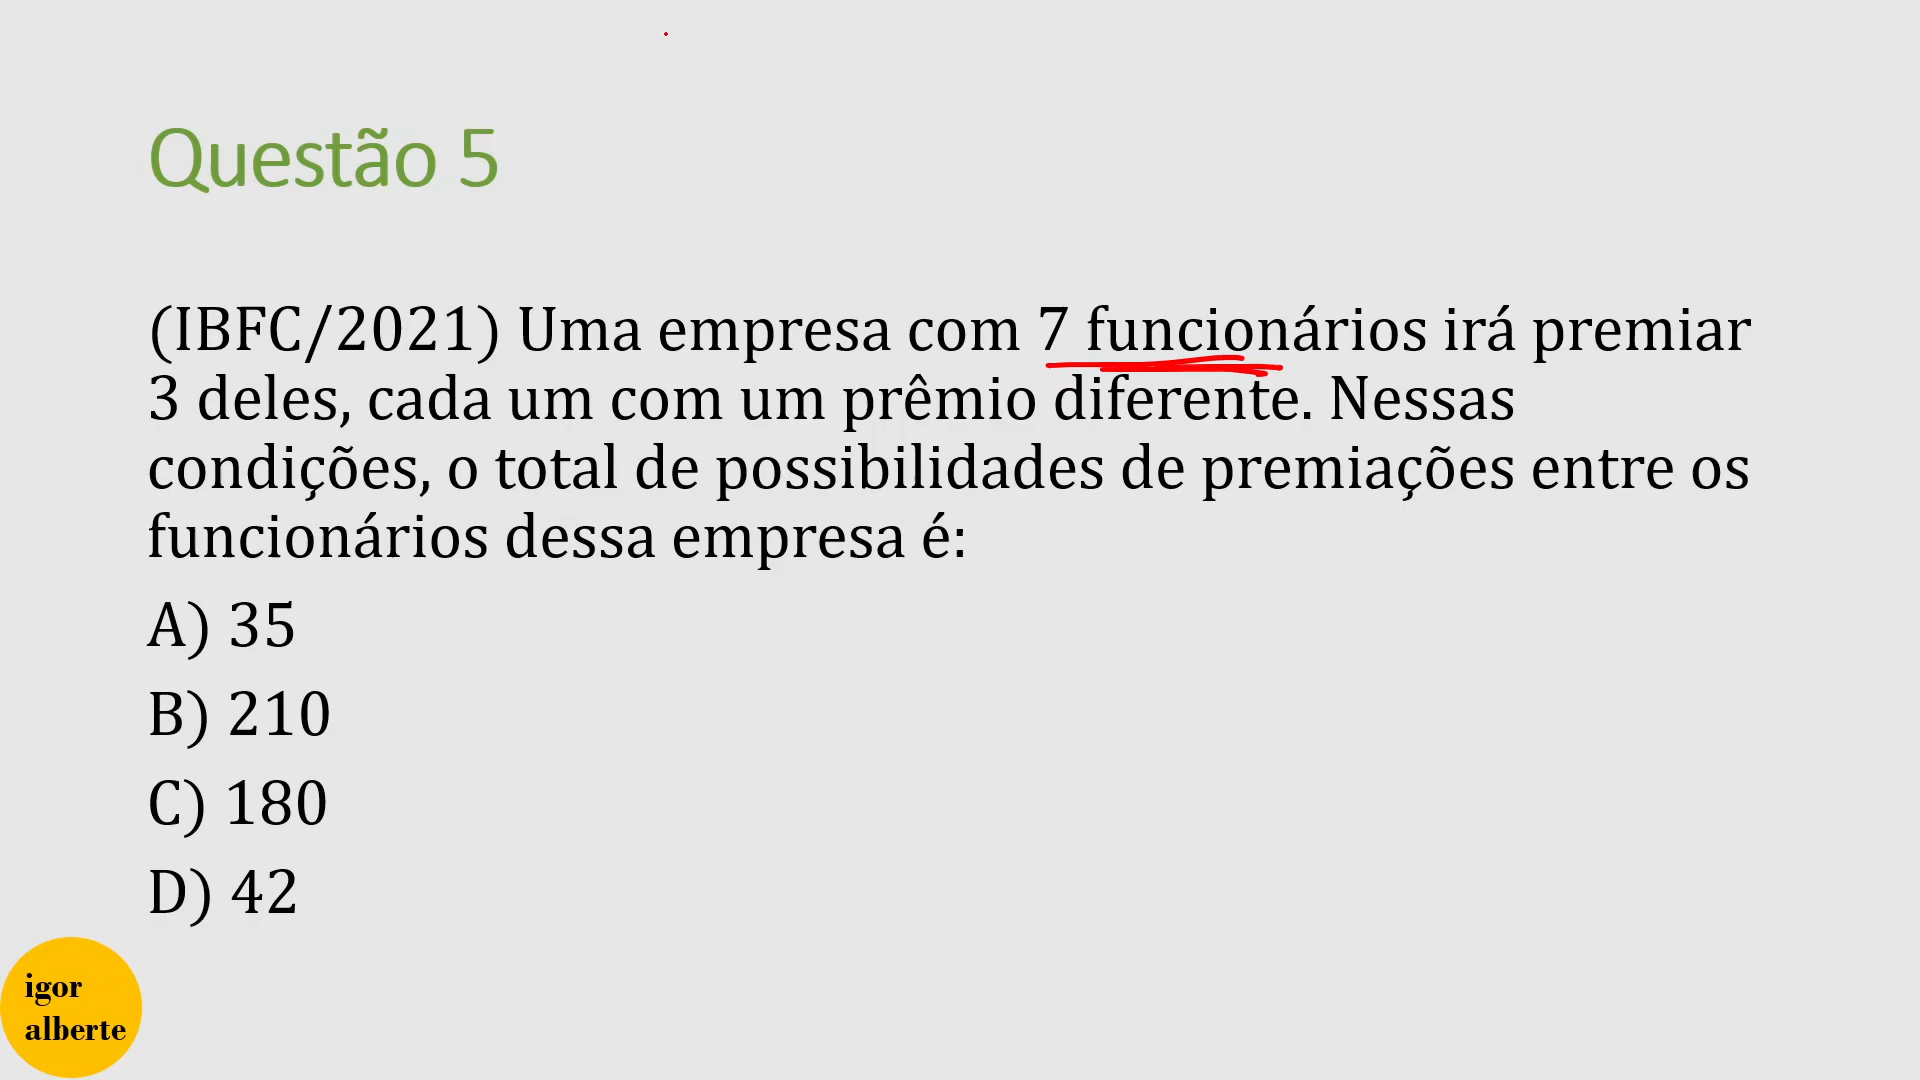 Questão 5
(IBFC/2021) Uma empresa com 7 funcionários irá premiar
3 deles, cada um com um prêmio diferente. Nessas
condições, o total de possibilidades de premiações entre os
funcionários dessa empresa é:
A) 35
B) 210
C) 180
D) 42
igor
alberte